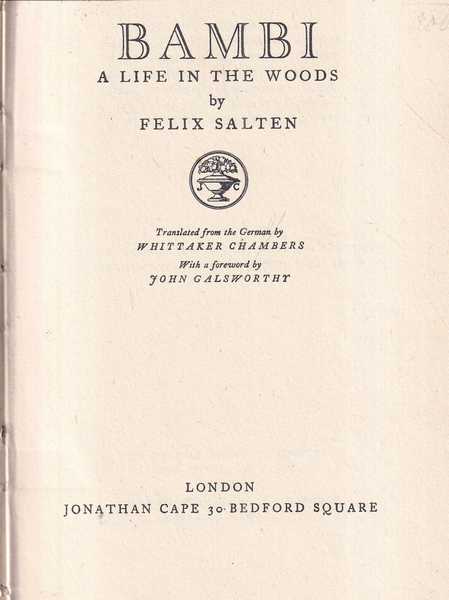 BAMBI
A LIFE IN THE WOODS
by
FELIX SALTEN
J C
Translated from the German by
WHITTAKER CHAMBERS
With a foreword by
JOHN GALSWORTHY
LONDON
JONATHAN CAPE 30 BEDFORD SQUARE